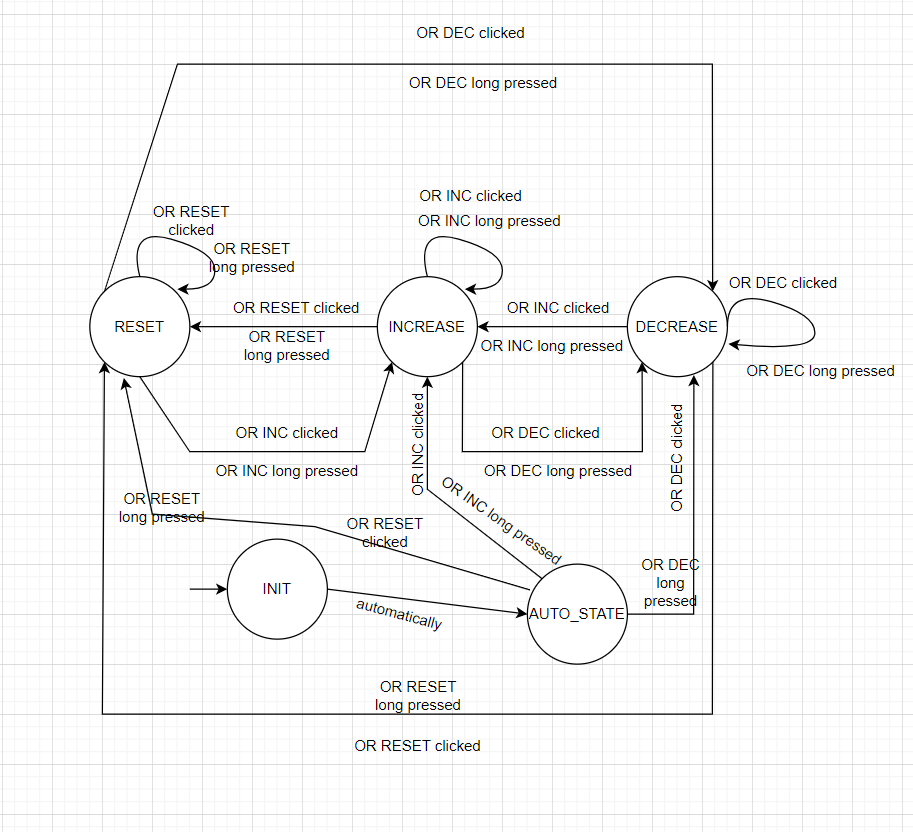 OR DEC clicked
OR DEC long pressed
OR INC clicked
OR INC long pressed
OR RESET
clicked
OR RESET
long pressed
OR DEC clicked
OR RESET clicked
OR INC clicked
RESET
INCREASE
DECREASE
OR RESET
long pressed
OR INC long pressed
OR DEC long pressed
OR INC clicked
OR INC long pressed
OR INC clicked
OR DEC clicked
OR DEC long pressed
OR DEC clicked
OR RESET
long pressed
OR INC long pressed
OR RESET
clicked
OR DEC
long
pressed
INIT
automatically
AUTO_STATE
OR RESET
long pressed
OR RESET clicked